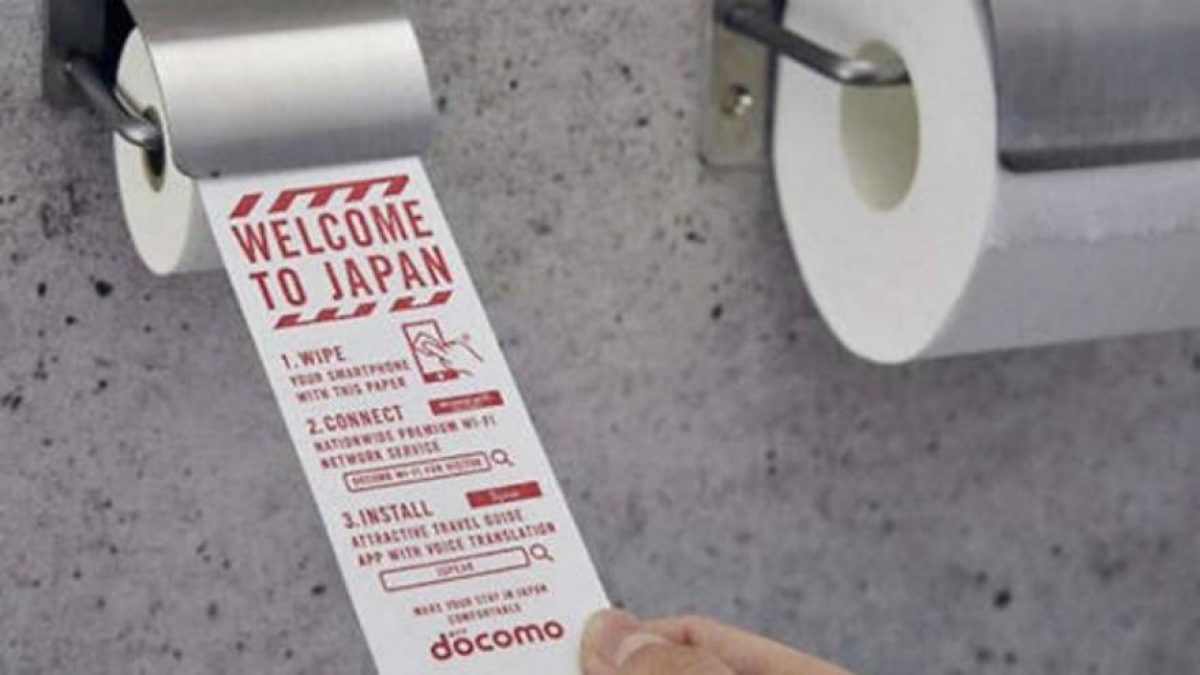 WELCOME
TO JAPAN
1. WIPE
YOUR SMARTPHONE
WITH THIS PAPER
2.CONNECT
NATIONWIDE PREMIUM WI-FI
NETWORK SERVICE
DOCOMO WI-FI FOR VISITOR
3.INSTALL
ATTRACTIVE TRAVEL GUIDE
APP WITH VOICE TRANSLATION
JSPEAK
MAKE YOUR STAY IN JAPAN
COMFORTABLE
WITH
docomo